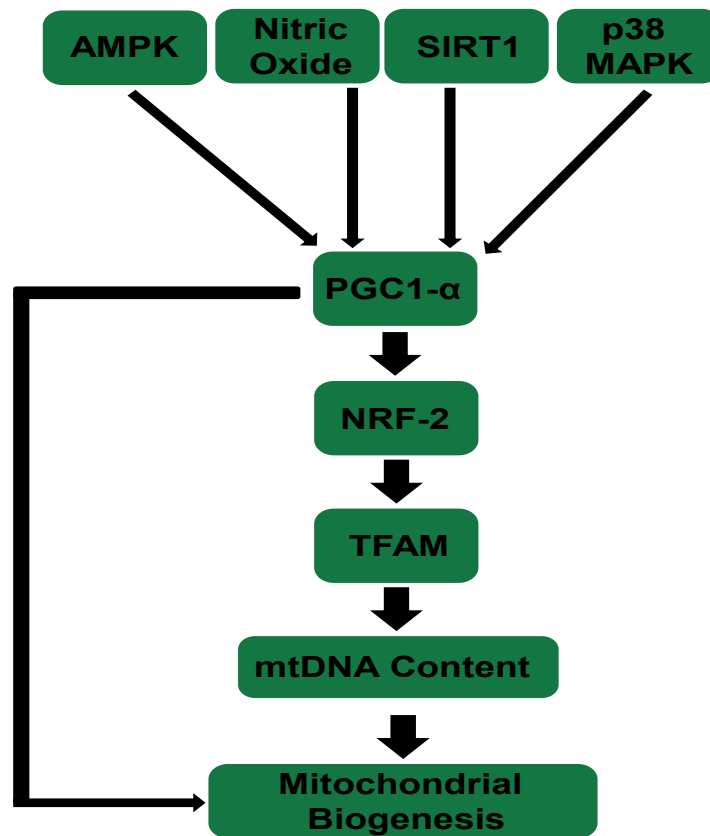 AMPK
Nitric
Oxide
SIRT1
p38
MAPK
PGC1-α
NRF-2
TFAM
mtDNA Content
Mitochondrial
Biogenesis